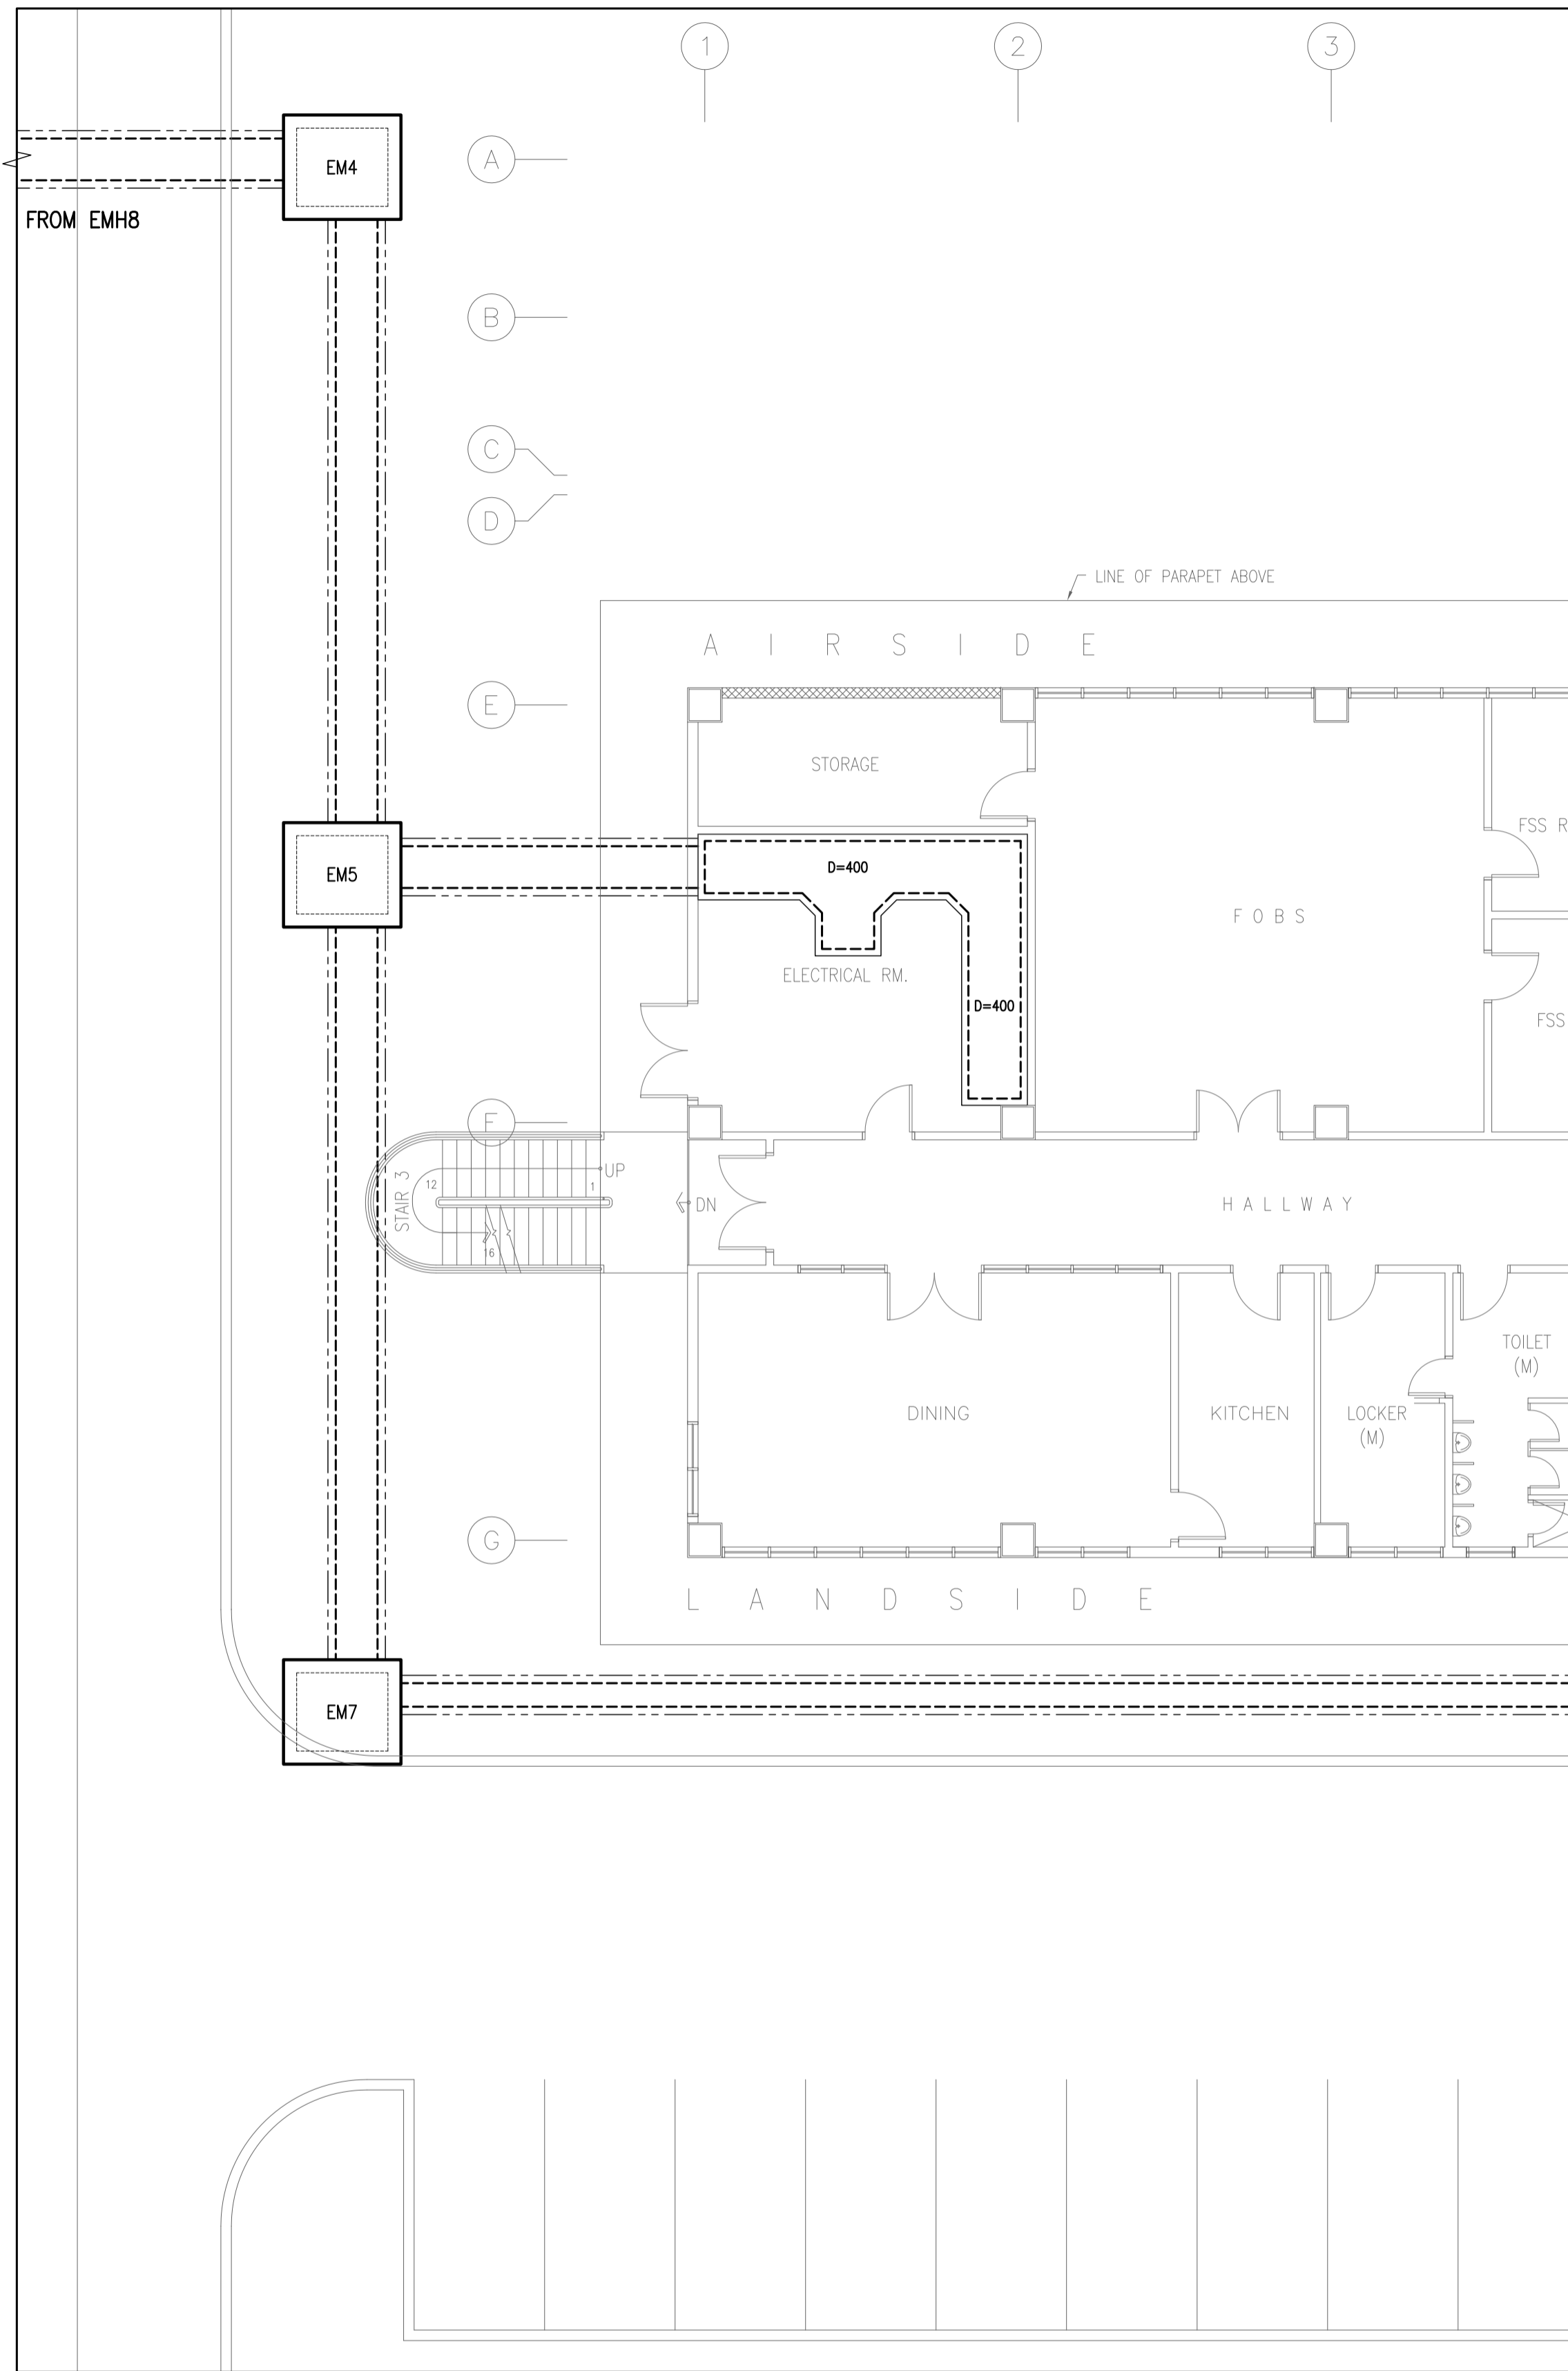 1
2
3
A
EM4
FROM EMH8
B
C
D
LINE OF PARAPET ABOVE
A I R S I D E
E
STORAGE
FSS R
EM5
D=400
F O B S
ELECTRICAL RM.
D=400
FSS
F
STAIR 3
12
1
UP
DN
H A L L W A Y
16
TOILET
(M)
DINING
KITCHEN
LOCKER
(M)
G
L A N D S I D E
EM7